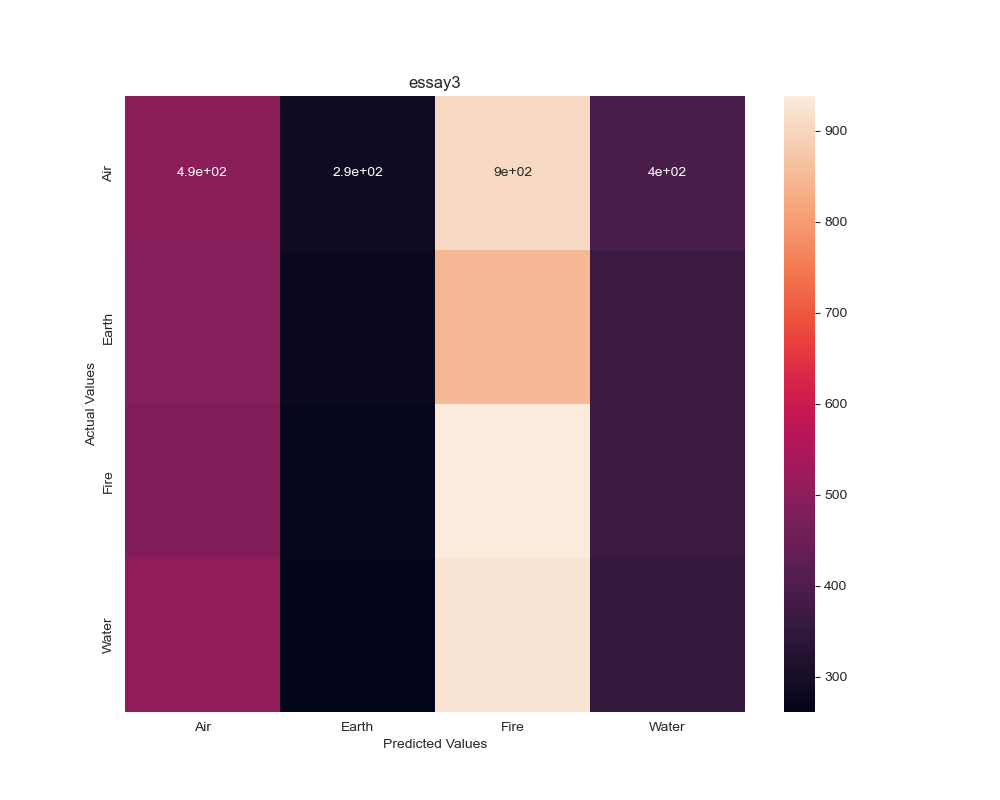 essay3
Air 4.9e+02 2.9e+02 9e+02 4e+02
Earth
Fire
Water
Actual Values
Air Earth Fire Water
Predicted Values
900
800
700
600
500
400
300